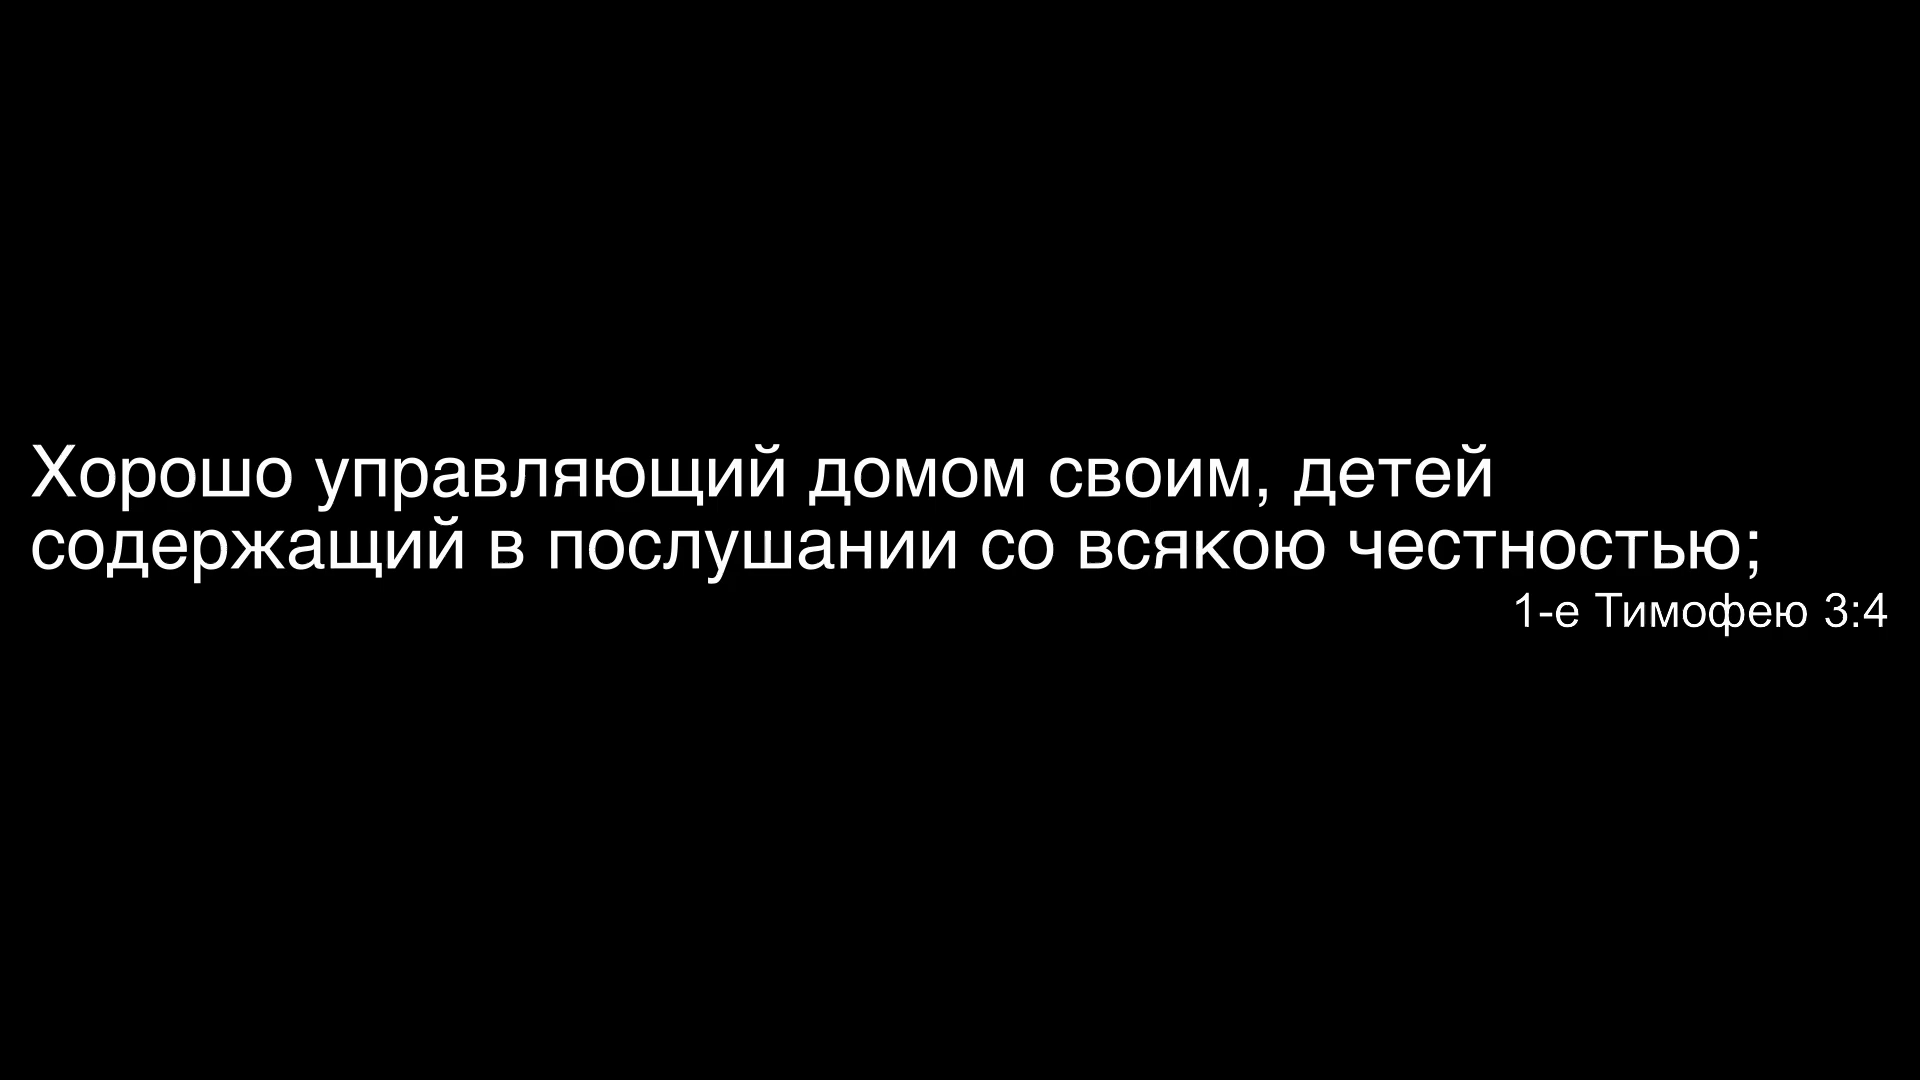 Хорошо управляющий домом своим, детей
содержащий в послушании со всякою честностью;
1-е Тимофею 3:4